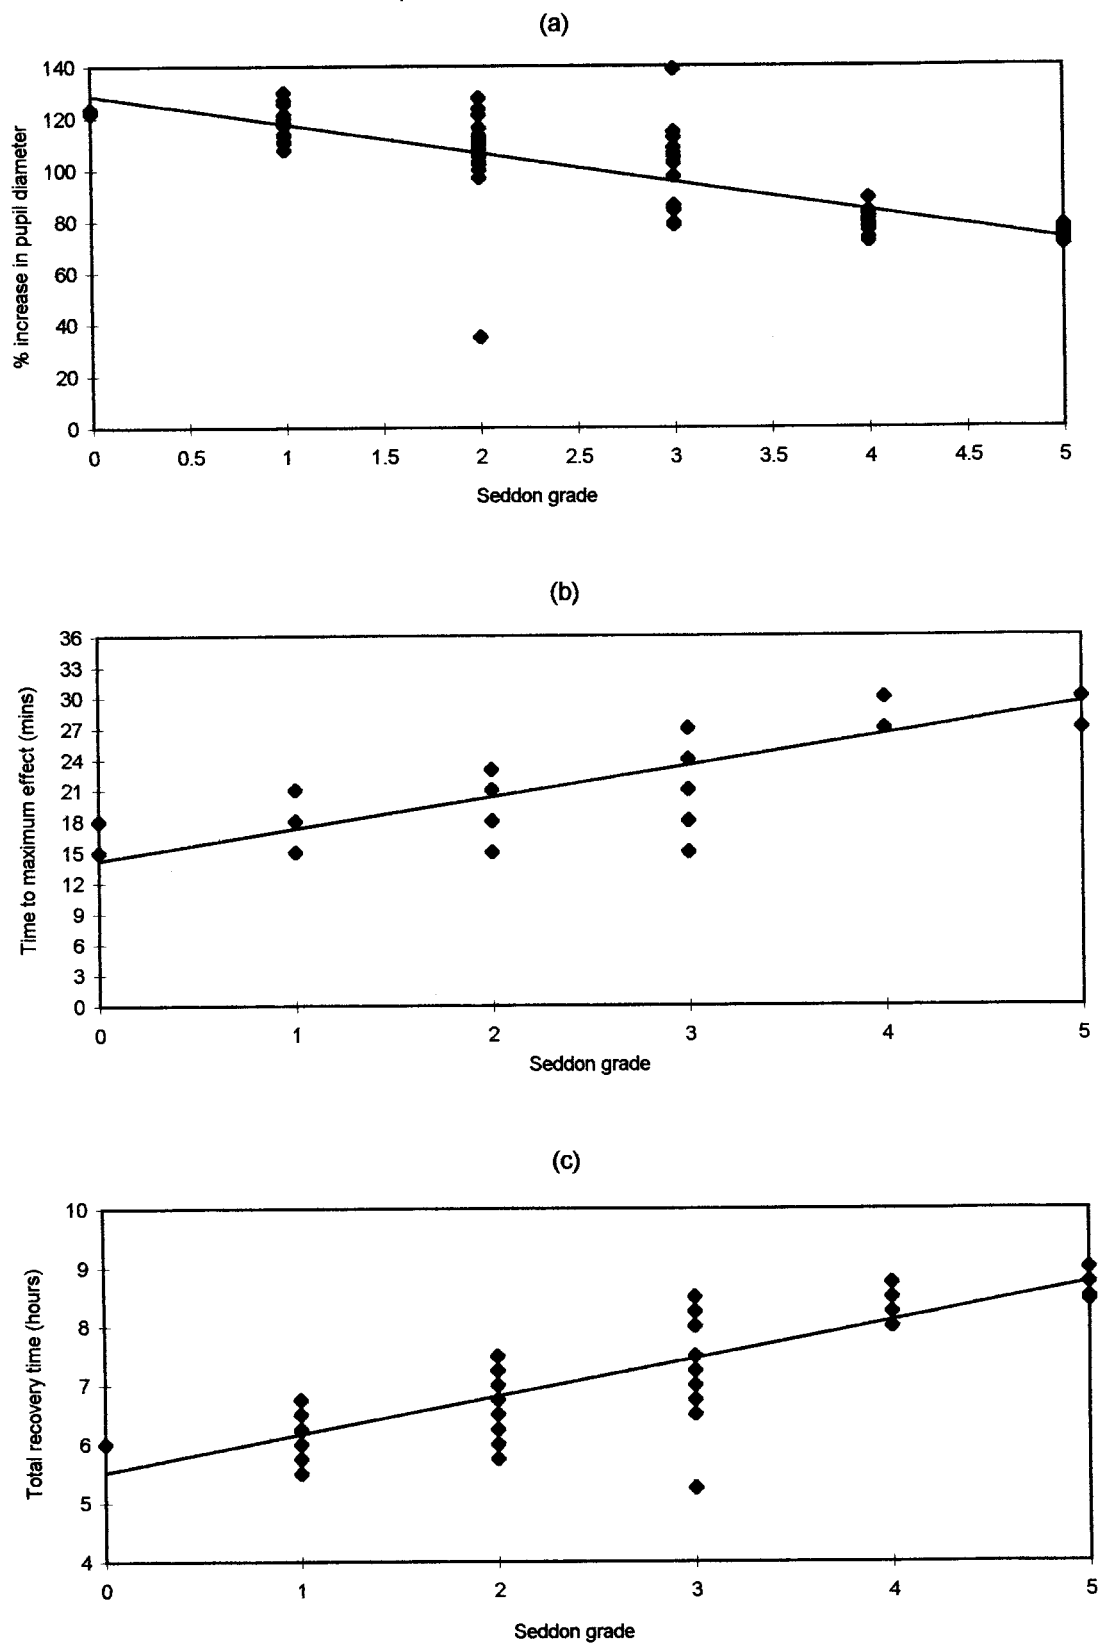 (a)
140
120
100
80
60
40
20
0
% increase in pupil diameter
0 0.5 1 1.5 2 2.5 3 3.5 4 4.5 5
Seddon grade
(b)
36
33
30
27
24
21
18
15
12
9
6
3
0
Time to maximum effect (mins)
0 1 2 3 4 5
Seddon grade
(c)
10
9
8
7
6
5
4
Total recovery time (hours)
0 1 2 3 4 5
Seddon grade